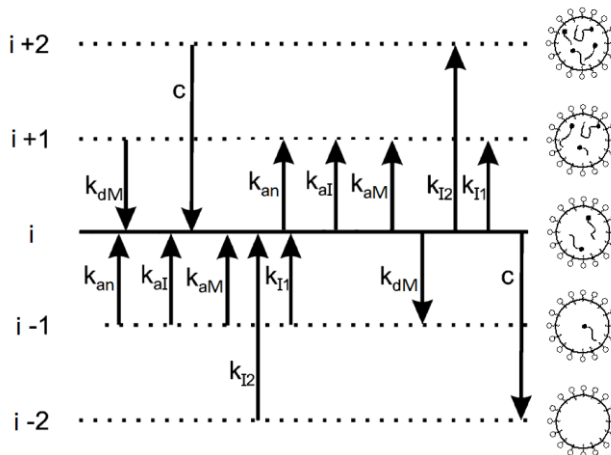 i +2
c
i +1
k_dM
k_an
k_aI
k_aM
k_I2
k_I1
i
k_an
k_aI
k_aM
k_I1
k_dM
c
i -1
k_I2
i -2